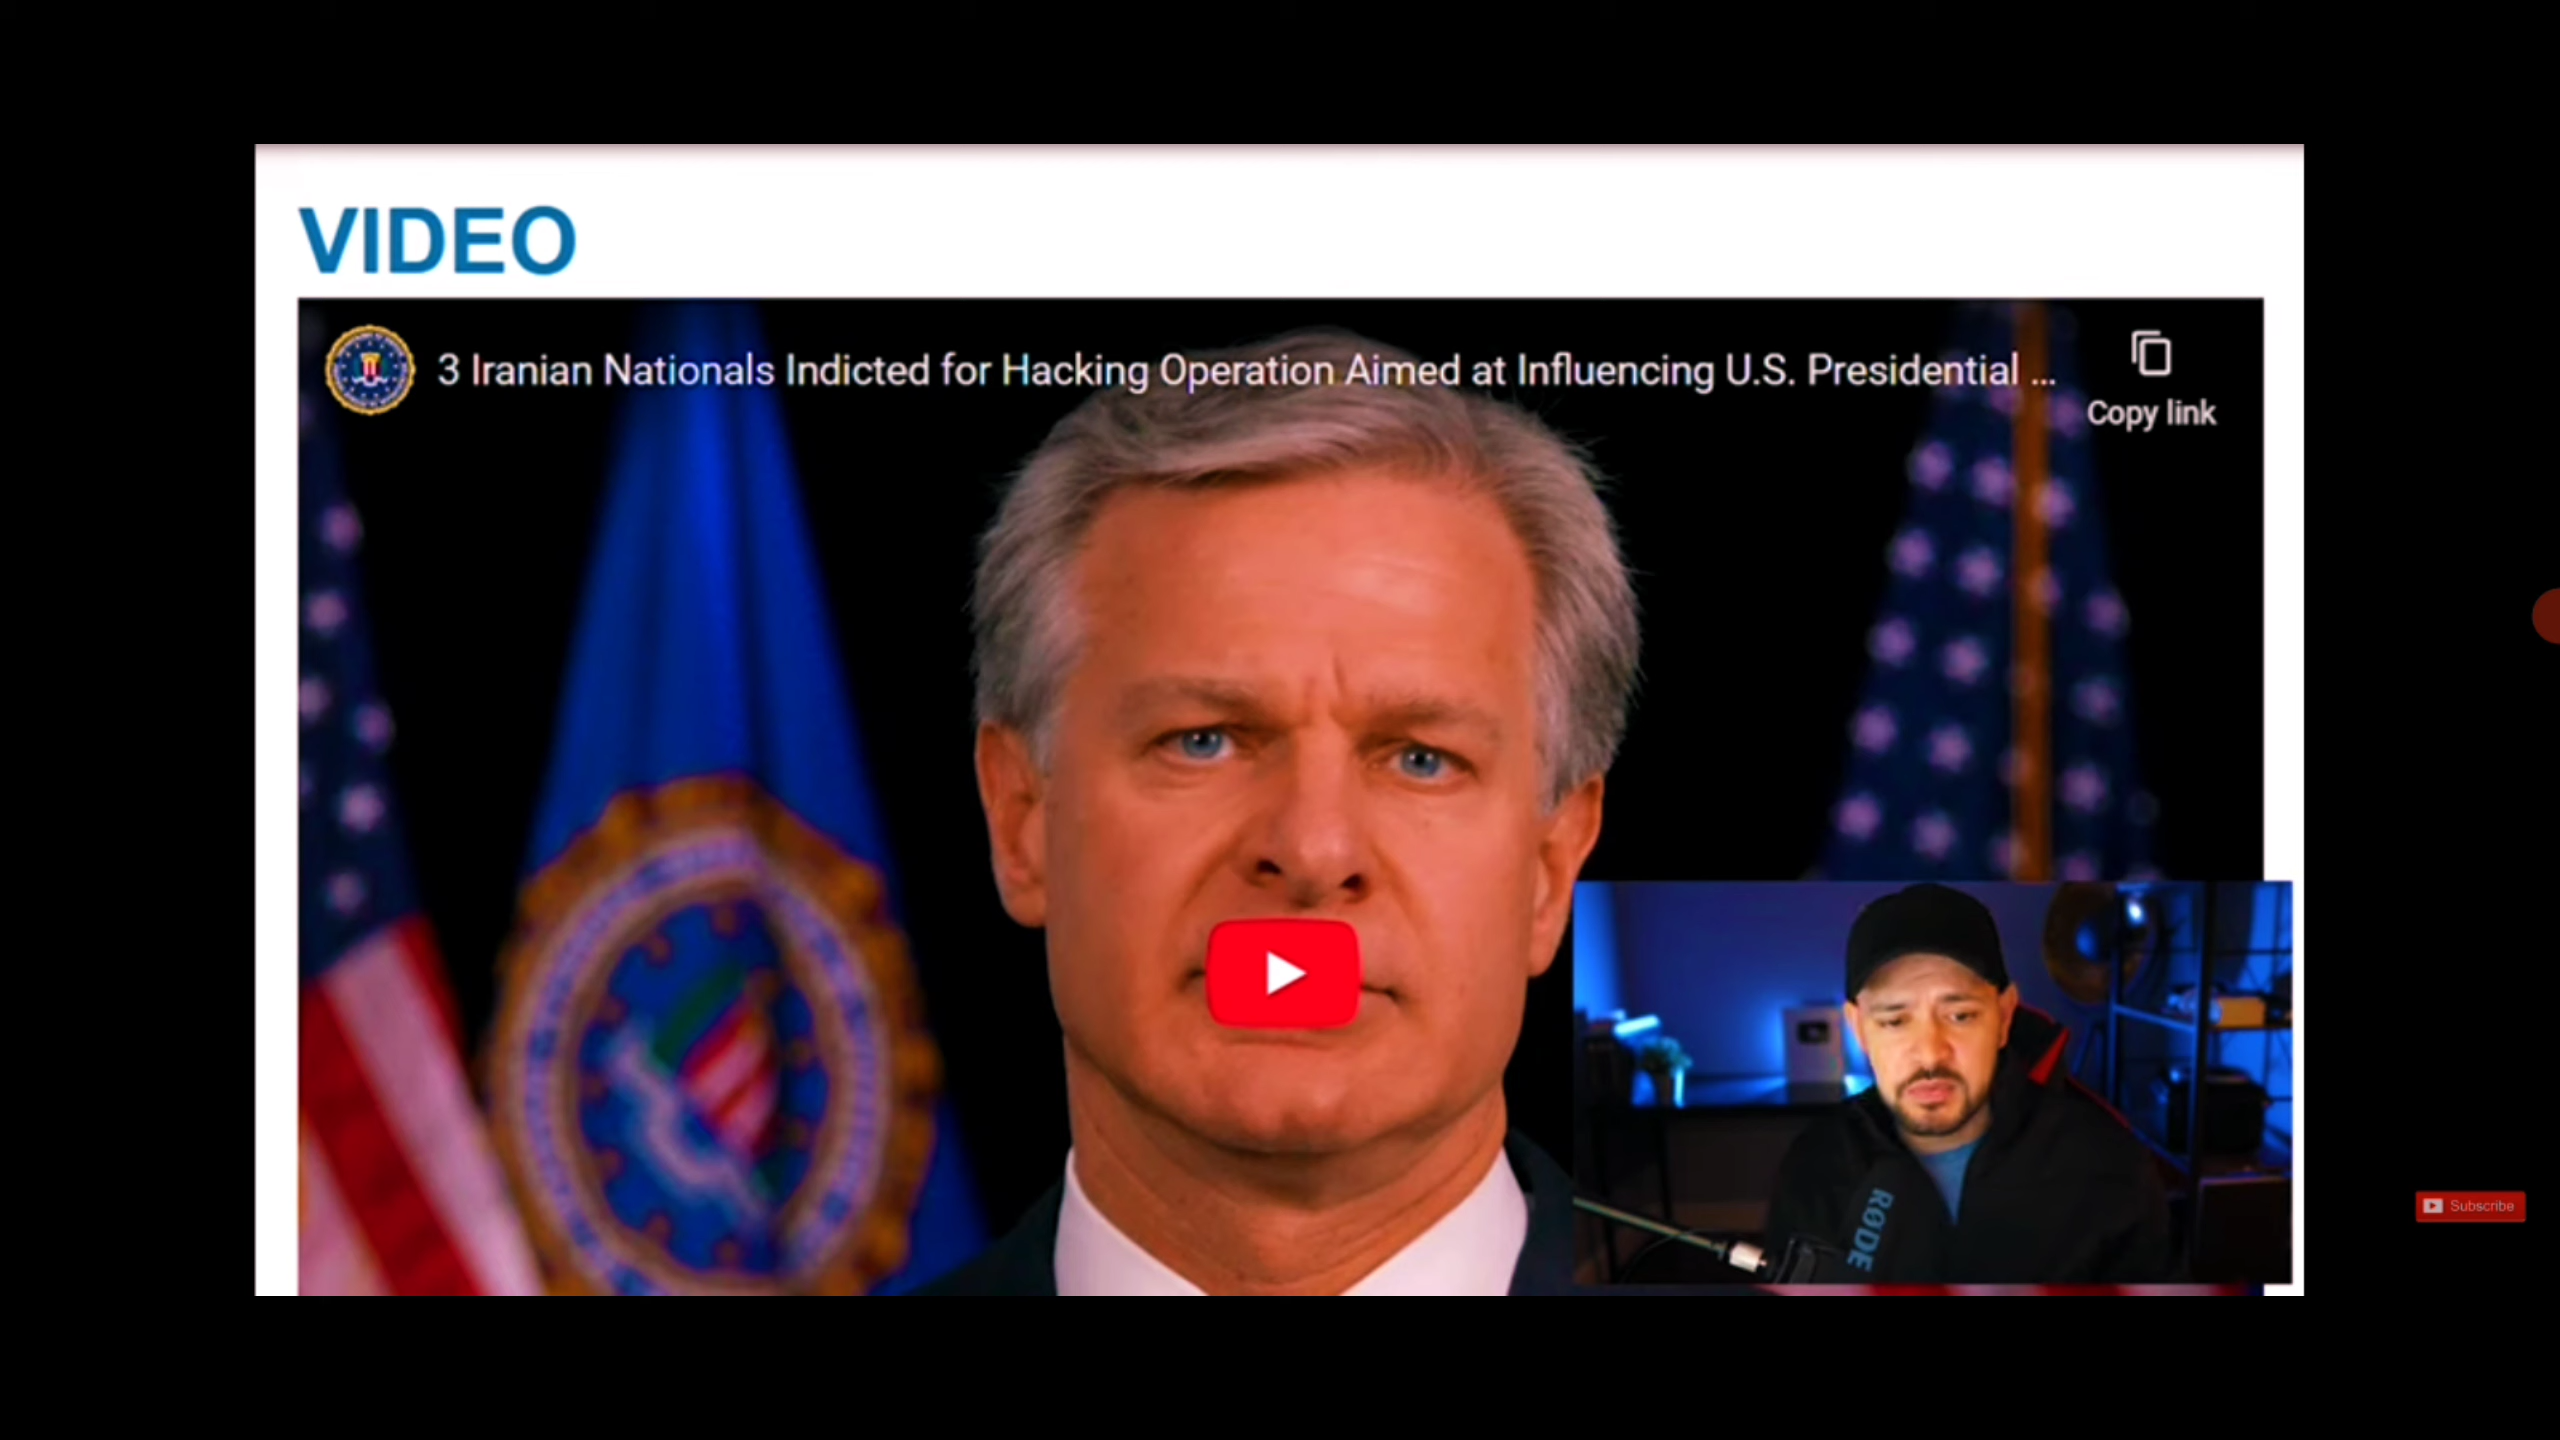 VIDEO
3 Iranian Nationals Indicted for Hacking Operation Aimed at Influencing U.S. Presidential ...
Copy link
RØDE
Subscribe